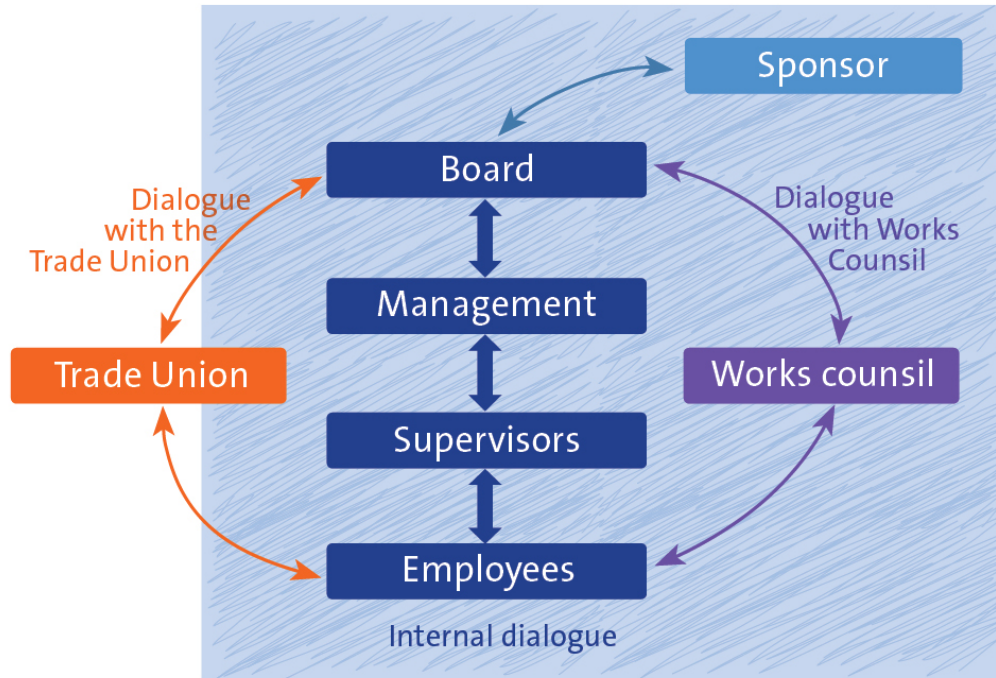 Sponsor
Board
Dialogue
with the
Trade Union
Dialogue
with Works
Counsil
Management
Trade Union
Works counsil
Supervisors
Employees
Internal dialogue